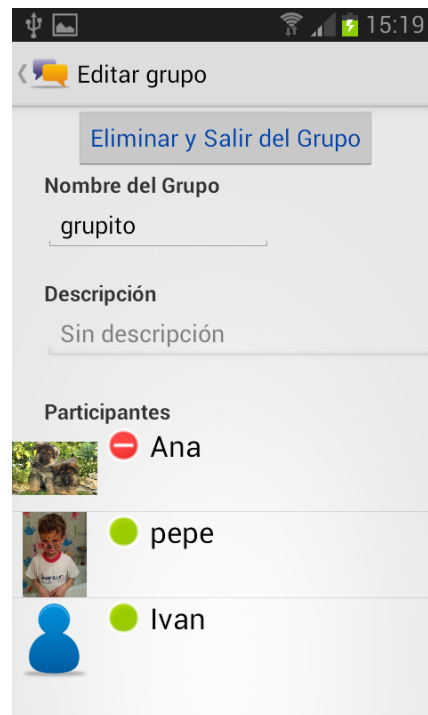 15:19
Editar grupo
Eliminar y Salir del Grupo
Nombre del Grupo
grupito
Descripción
Sin descripción
Participantes
Ana
pepe
Ivan